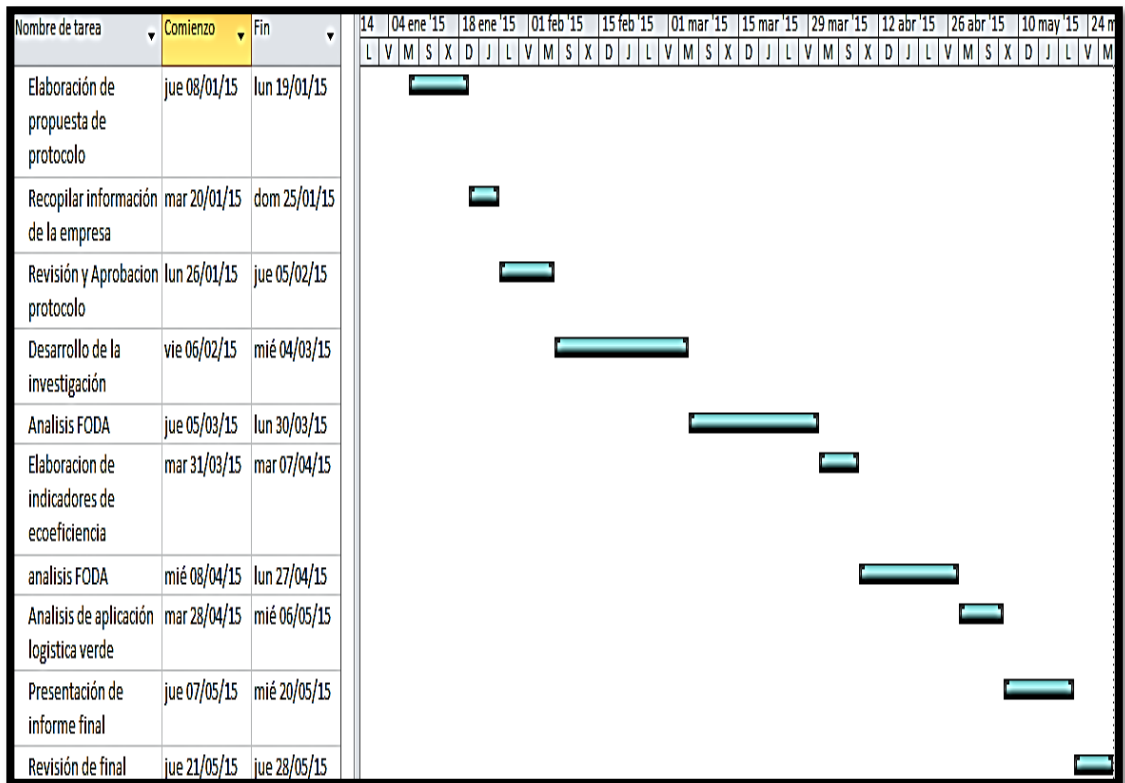 Nombre de tarea Comienzo Fin 14 04 ene '15 18 ene '15 01 feb '15 15 feb '15 01 mar '15 15 mar '15 29 mar '15 12 abr '15 26 abr '15 10 may '15 24 m
L V M S X D J L V M S X D J L V M S X D J L V M S X D J L V M S X D J L V M
Elaboración de jue 08/01/15 lun 19/01/15
propuesta de
protocolo
Recopilar información mar 20/01/15 dom 25/01/15
de la empresa
Revisión y Aprobacion lun 26/01/15 jue 05/02/15
protocolo
Desarrollo de la vie 06/02/15 mié 04/03/15
investigación
Analisis FODA jue 05/03/15 lun 30/03/15
Elaboracion de mar 31/03/15 mar 07/04/15
indicadores de
ecoeficiencia
analisis FODA mié 08/04/15 lun 27/04/15
Analisis de aplicación mar 28/04/15 mié 06/05/15
logistica verde
Presentación de jue 07/05/15 mié 20/05/15
informe final
Revisión de final jue 21/05/15 jue 28/05/15